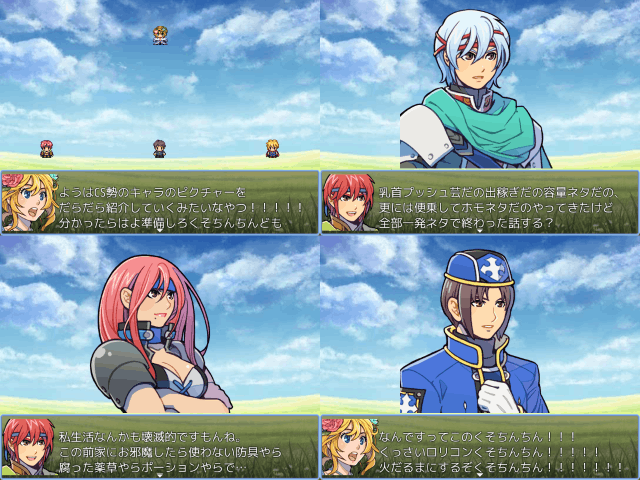 ようはCS勢のキャラのピクチャーを
だらだら紹介していくみたいなやつ！！！！！
分かったらはよ準備しろくそちんちんども
乳首プッシュ芸だの出稼ぎだの容量ネタだの、
更には便乗してホモネタだのやってきたけど
全部一発ネタで終わった話する？
私生活なんかも壊滅的ですもんね。
この前家にお邪魔したら使わない防具やら
腐った薬草やらポーションやらで…
なんですってこのくそちんちん！！！
くっさいロリコンくそちんちん！！！！！
火だるまにするぞくそちんちん！！！！！！！